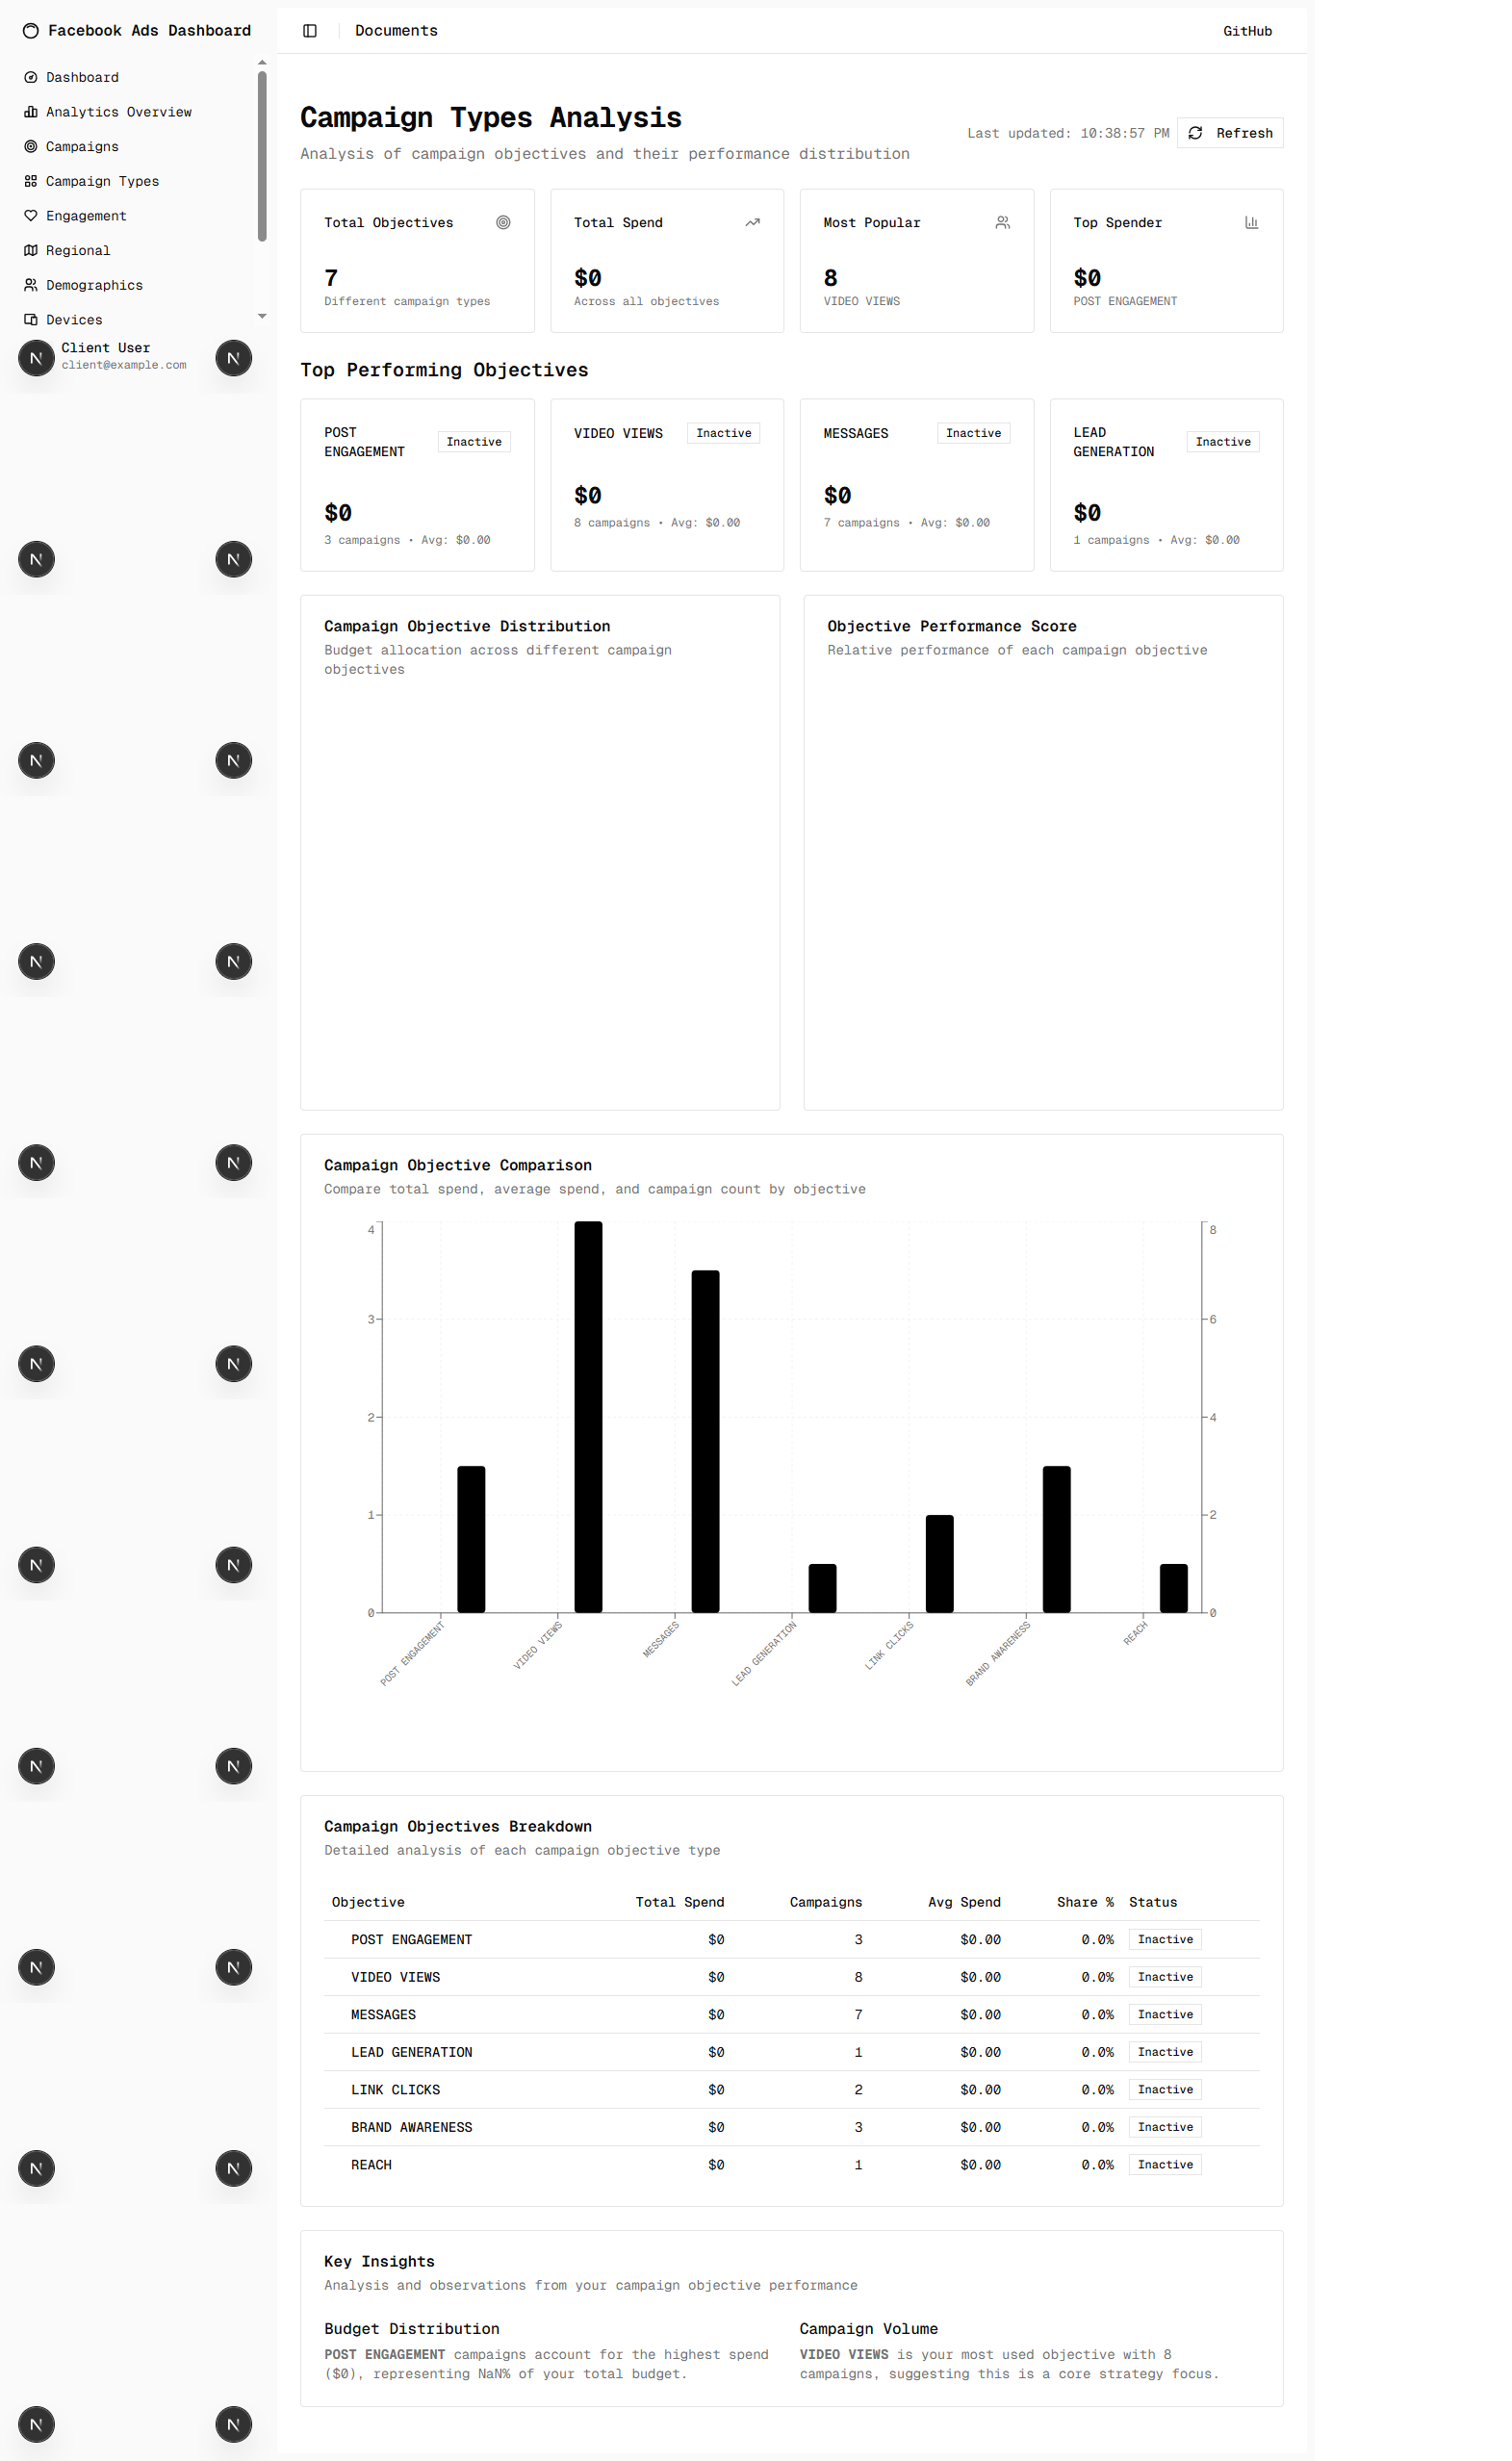 Facebook Ads Dashboard
Dashboard
Analytics Overview
Campaigns
Campaign Types
Engagement
Regional
Demographics
Devices
Client User
client@example.com
Documents
GitHub
Campaign Types Analysis
Analysis of campaign objectives and their performance distribution
Last updated: 10:38:57 PM
Refresh
Total Objectives
7
Different campaign types
Total Spend
$0
Across all objectives
Most Popular
8
VIDEO VIEWS
Top Spender
$0
POST ENGAGEMENT
Top Performing Objectives
POST
ENGAGEMENT
Inactive
$0
3 campaigns • Avg: $0.00
VIDEO VIEWS
Inactive
$0
8 campaigns • Avg: $0.00
MESSAGES
Inactive
$0
7 campaigns • Avg: $0.00
LEAD
GENERATION
Inactive
$0
1 campaigns • Avg: $0.00
Campaign Objective Distribution
Budget allocation across different campaign
objectives
Objective Performance Score
Relative performance of each campaign objective
Campaign Objective Comparison
Compare total spend, average spend, and campaign count by objective
4
3
2
1
0
8
6
4
2
0
POST ENGAGEMENT
VIDEO VIEWS
MESSAGES
LEAD GENERATION
LINK CLICKS
BRAND AWARENESS
REACH
Campaign Objectives Breakdown
Detailed analysis of each campaign objective type
Objective Total Spend Campaigns Avg Spend Share % Status
POST ENGAGEMENT $0 3 $0.00 0.0% Inactive
VIDEO VIEWS $0 8 $0.00 0.0% Inactive
MESSAGES $0 7 $0.00 0.0% Inactive
LEAD GENERATION $0 1 $0.00 0.0% Inactive
LINK CLICKS $0 2 $0.00 0.0% Inactive
BRAND AWARENESS $0 3 $0.00 0.0% Inactive
REACH $0 1 $0.00 0.0% Inactive
Key Insights
Analysis and observations from your campaign objective performance
Budget Distribution
POST ENGAGEMENT campaigns account for the highest spend
($0), representing NaN% of your total budget.
Campaign Volume
VIDEO VIEWS is your most used objective with 8
campaigns, suggesting this is a core strategy focus.